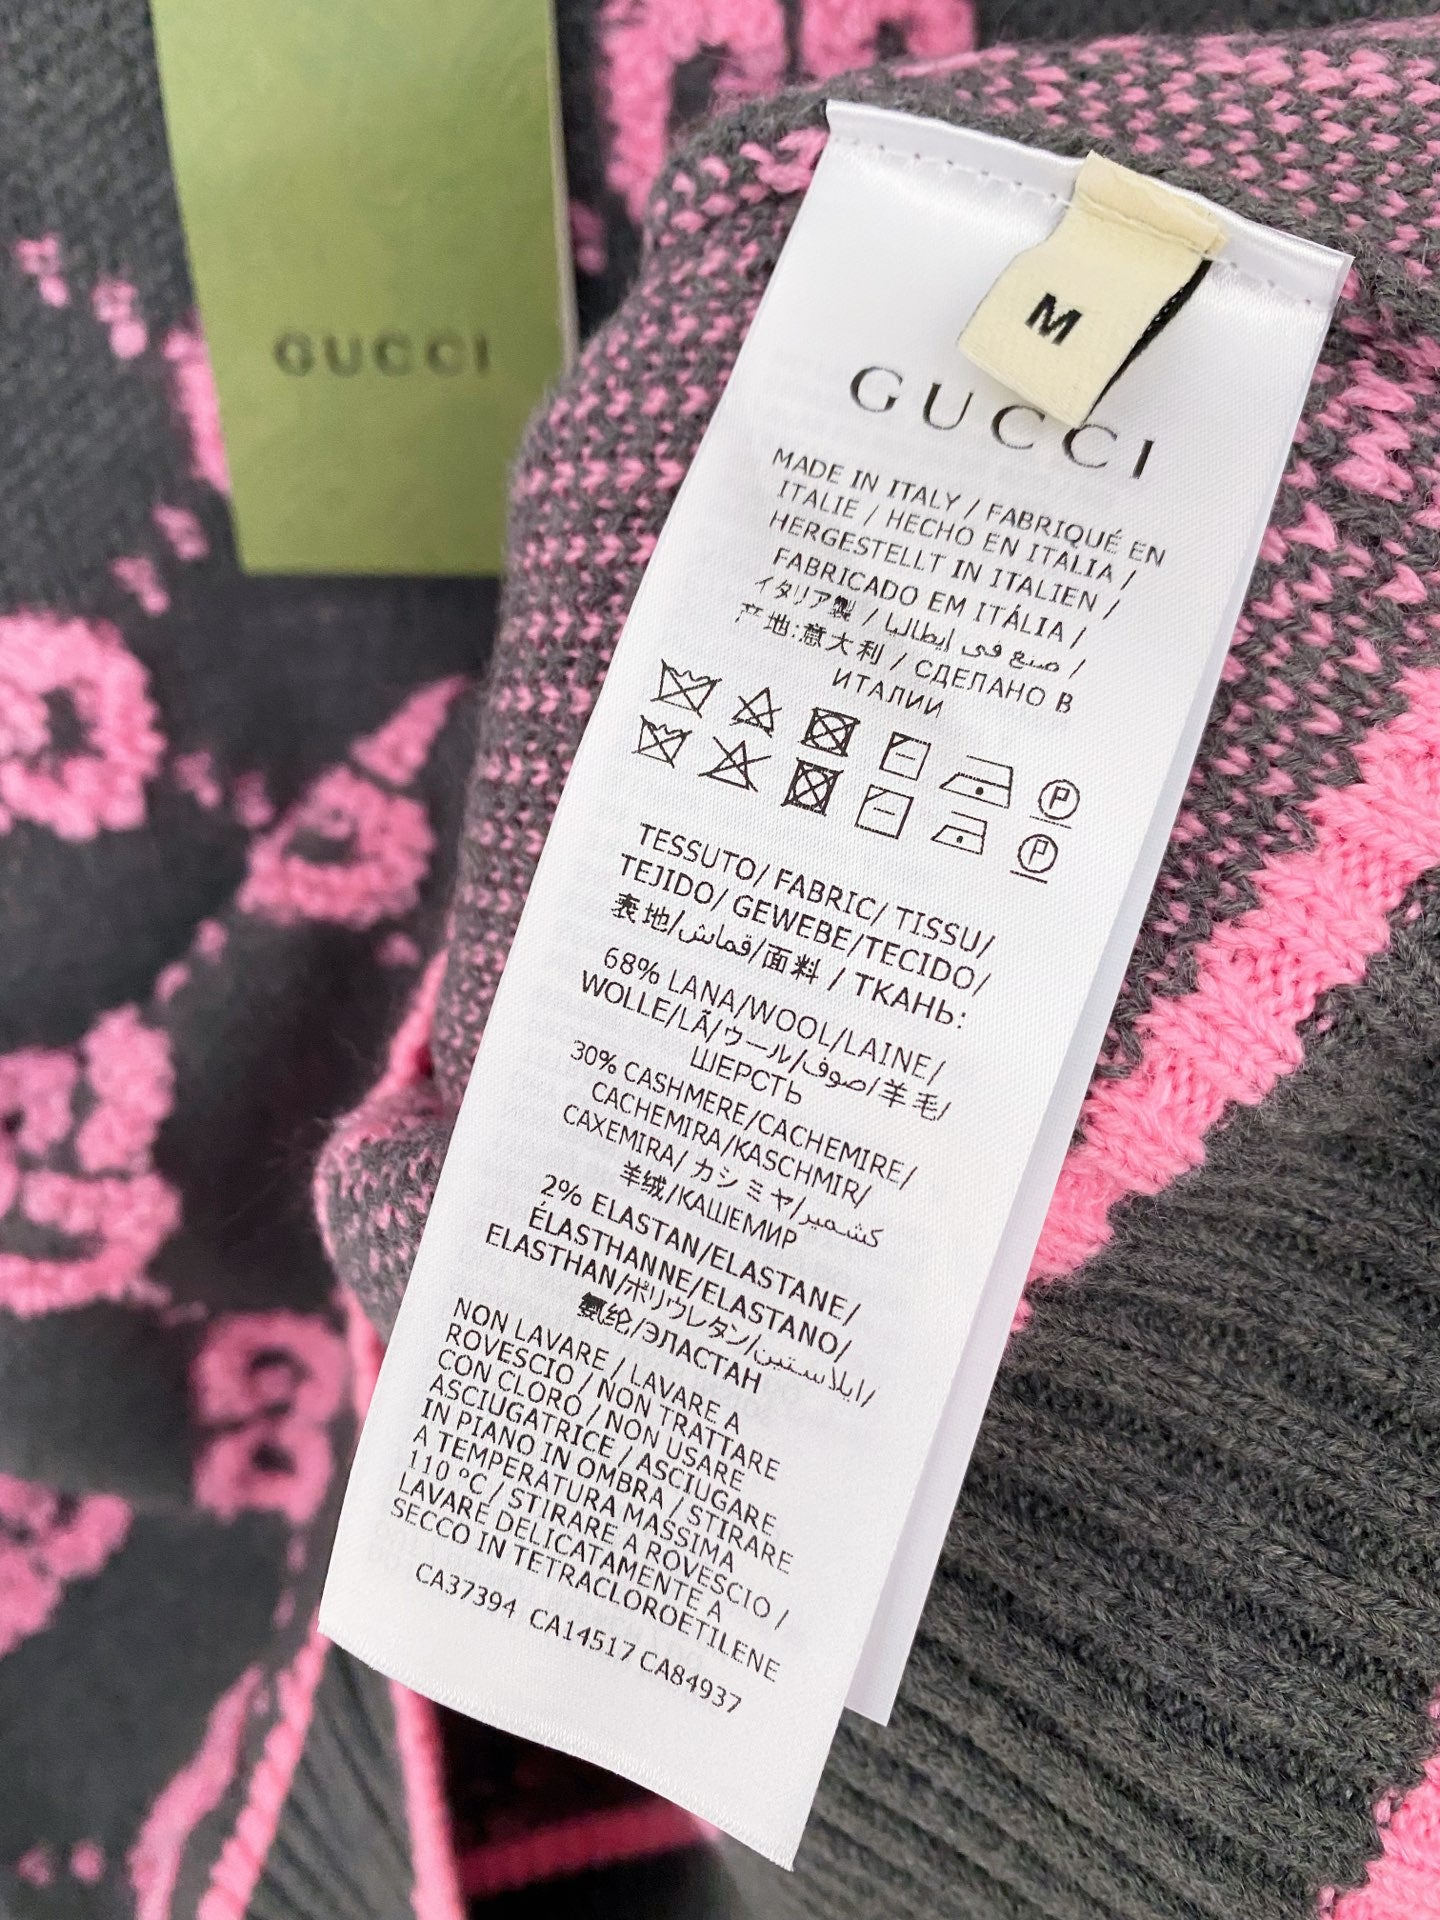 GUCCI
M
GUCCI
MADE IN ITALY / FABRIQUÉ EN
ITALIE / HECHO EN ITALIA /
HERGESTELLT IN ITALIEN /
FABRICADO EM ITÁLIA /
イタリア製 / صنع في إيطاليا /
产地:意大利 / СДЕЛАНО В
ИТАЛИИ
P
P
TESSUTO/ FABRIC/ TISSU/
TEJIDO/ GEWEBE/TECIDO/
表地/قماش/面料 / ТКАНЬ:
68% LANA/WOOL/LAINE/
WOLLE/LÃ/ウール/صوف/羊毛/
ШЕРСТЬ
30% CASHMERE/CACHEMIRE/
CACHEMIRA/KASCHMIR/
CAXEMIRA/ カシミヤ/كشمير/
羊绒/КАШЕМИР
2% ELASTAN/ELASTANE/
ÉLASTHANNE/ELASTANO/
ELASTHAN/ポリウレタン/إيلاستين/
氨纶/ЭЛАСТАН
NON LAVARE / LAVARE A
ROVESCIO / NON TRATTARE
CON CLORO / NON USARE
ASCIUGATRICE / ASCIUGARE
IN PIANO IN OMBRA / STIRARE
A TEMPERATURA MASSIMA
110 °C / STIRARE A ROVESCIO /
LAVARE DELICATAMENTE A
SECCO IN TETRACLOROETILENE
CA37394 CA14517 CA84937